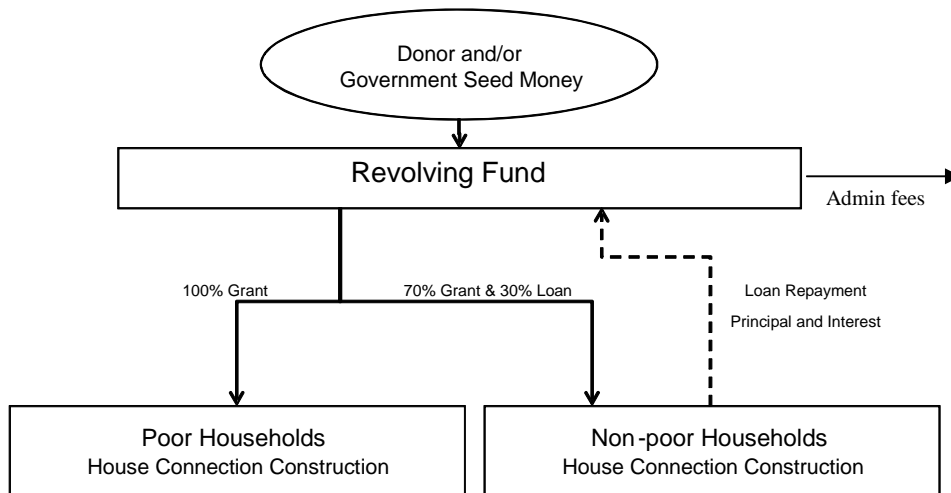 Donor and/or
Government Seed Money
Revolving Fund
Admin fees
100% Grant
70% Grant & 30% Loan
Loan Repayment
Principal and Interest
Poor Households
House Connection Construction
Non-poor Households
House Connection Construction